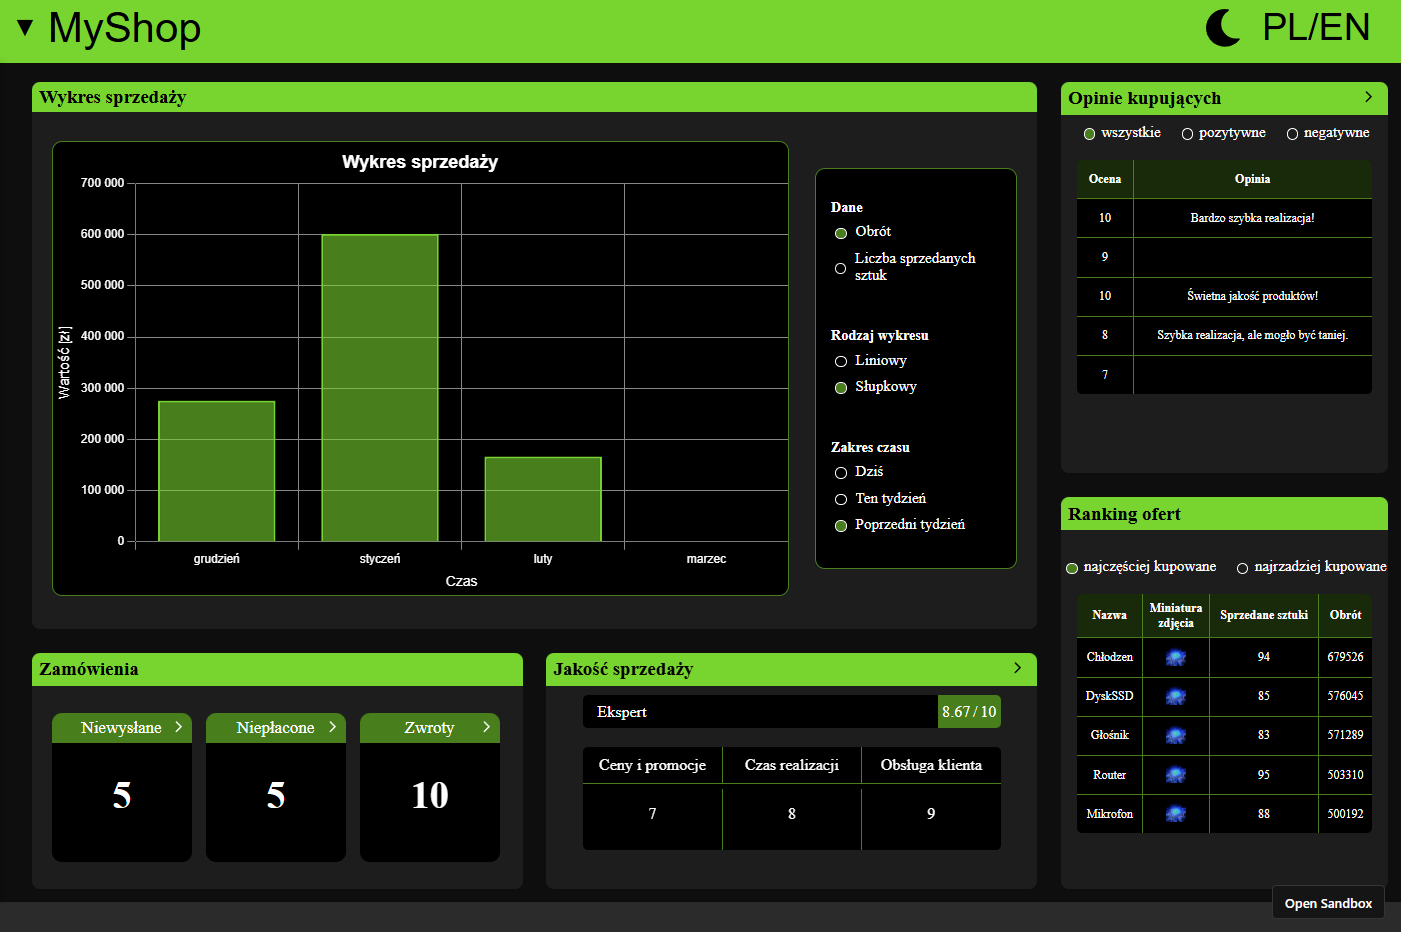 ▼ MyShop
PL/EN
Wykres sprzedaży
Wykres sprzedaży
700 000
600 000
500 000
400 000
300 000
200 000
100 000
0
Wartość [zł]
grudzień styczeń luty marzec
Czas
Dane
Obrót
Liczba sprzedanych
sztuk
Rodzaj wykresu
Liniowy
Słupkowy
Zakres czasu
Dziś
Ten tydzień
Poprzedni tydzień
Opinie kupujących
wszystkie pozytywne negatywne
Ocena Opinia
10 Bardzo szybka realizacja!
9
10 Świetna jakość produktów!
8 Szybka realizacja, ale mogło być taniej.
7
Zamówienia
Niewysłane Niepłacone Zwroty
5 5 10
Jakość sprzedaży
Ekspert 8.67 / 10
Ceny i promocje Czas realizacji Obsługa klienta
7 8 9
Ranking ofert
najczęściej kupowane najrzadziej kupowane
Nazwa Miniatura zdjęcia Sprzedane sztuki Obrót
Chłodzen 94 679526
DyskSSD 85 576045
Głośnik 83 571289
Router 95 503310
Mikrofon 88 500192
Open Sandbox